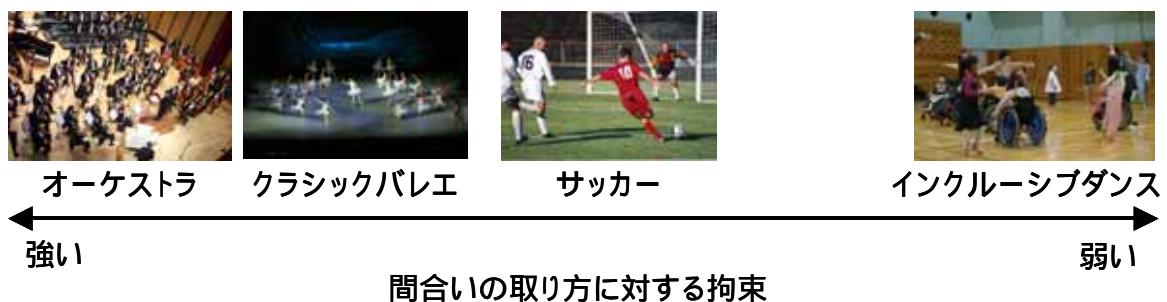 オーケストラ
クラシックバレエ
サッカー
インクルーシブダンス
強い
弱い
間合いの取り方に対する拘束
16
10